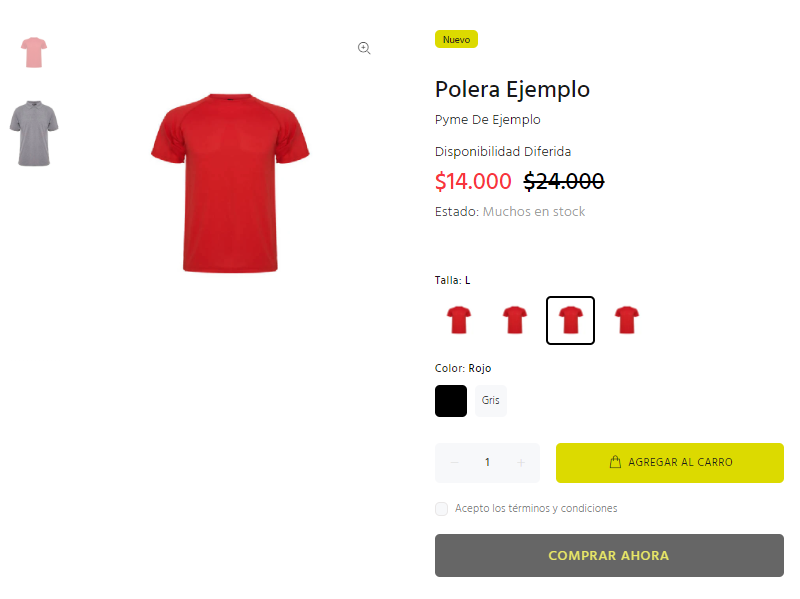 Nuevo
Polera Ejemplo
Pyme De Ejemplo
Disponibilidad Diferida
$14.000 $24.000
Estado: Muchos en stock
Talla: L
Color: Rojo
Gris
1
AGREGAR AL CARRO
Acepto los términos y condiciones
COMPRAR AHORA